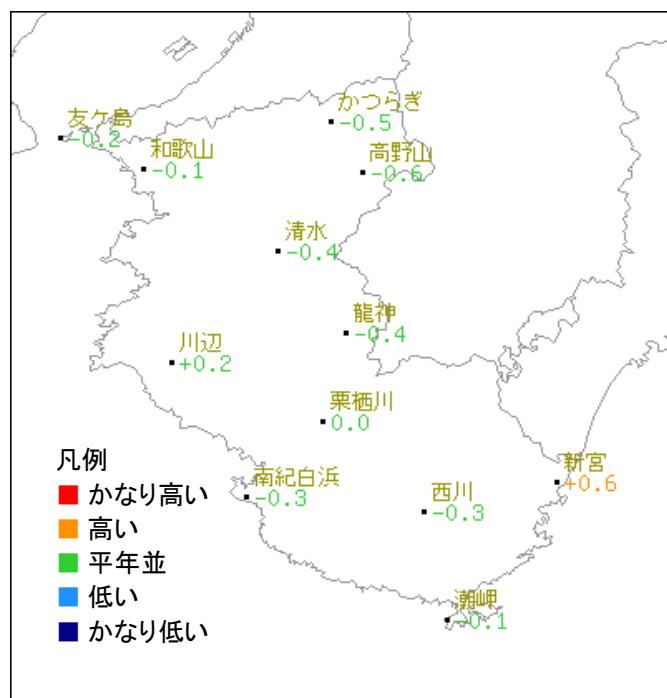 かつらぎ
-0.5
友ケ島
-0.2
和歌山
-0.1
高野山
-0.6
清水
-0.4
龍神
-0.4
川辺
+0.2
栗栖川
0.0
新宮
+0.6
南紀白浜
-0.3
西川
-0.3
潮岬
-0.1
凡例
かなり高い
高い
平年並
低い
かなり低い